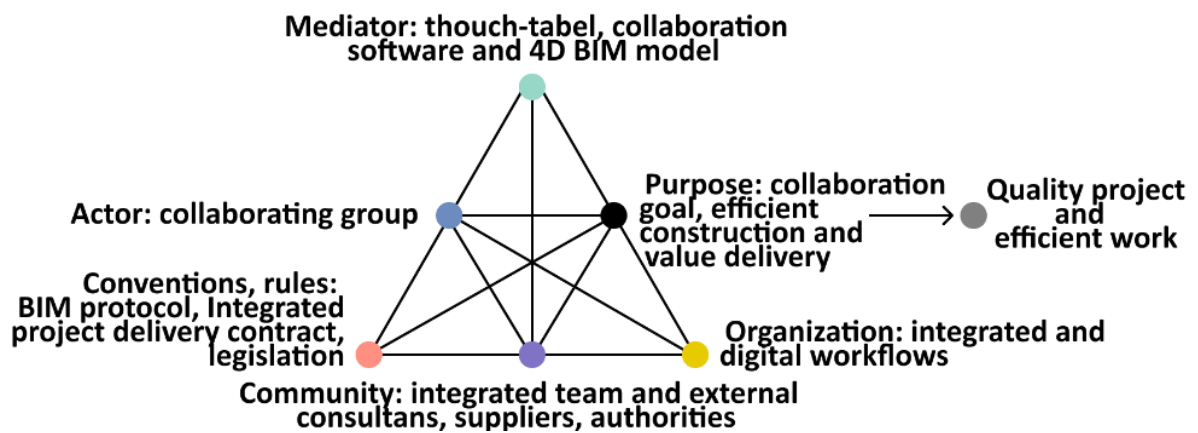 Mediator: thouch-tabel, collaboration
software and 4D BIM model
Actor: collaborating group
Purpose: collaboration
goal, efficient
construction and
value delivery
Quality project
and
efficient work
Conventions, rules:
BIM protocol, Integrated
project delivery contract,
legislation
Organization: integrated and
digital workflows
Community: integrated team and external
consultans, suppliers, authorities